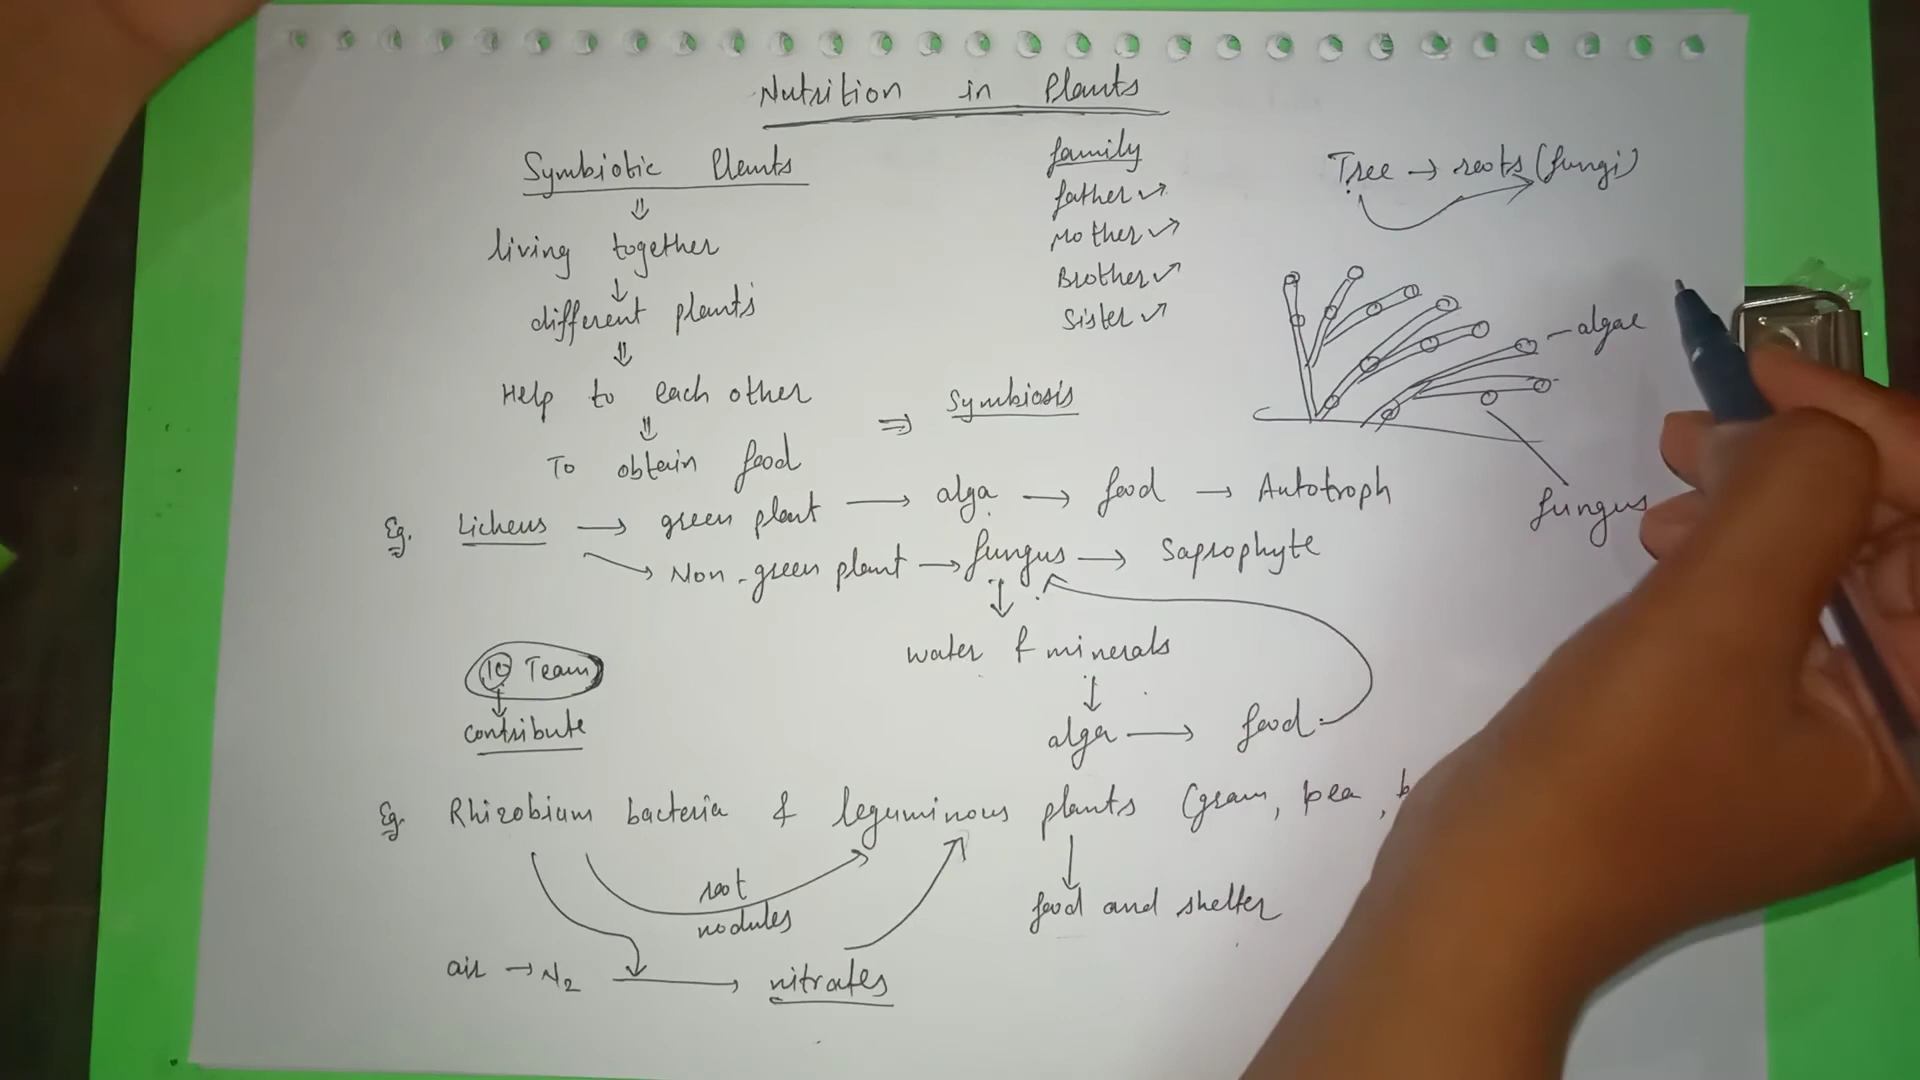 Nutrition in Plants
Symbiotic Plants
living together
different plants
Help to each other
To obtain food
⇒ Symbiosis
family
father
Mother
Brother
Sister
Tree → roots (fungi)
algae
fungus
Eg. Lichens → green plant → alga → food → Autotroph
Non-green plant → fungus → Saprophyte
water & minerals
alga → food
10 Team
contribute
Eg. Rhizobium bacteria & leguminous plants (gram, pea,
root
nodules
food and shelter
air → N2 → nitrates